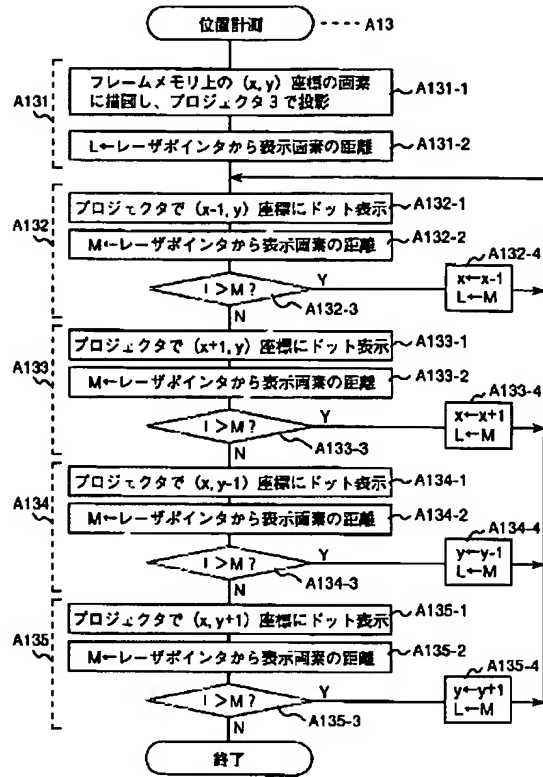 位置計測
A13
A131
フレームメモリ上の (x, y) 座標の画素
に描図し、プロジェクタ3で投影
A131-1
L←レーザポインタから表示画素の距離
A131-2
A132
プロジェクタで (x-1, y) 座標にドット表示
A132-1
M←レーザポインタから表示画素の距離
A132-2
L>M?
Y
N
A132-3
A132-4
x←x-1
L←M
A133
プロジェクタで (x+1, y) 座標にドット表示
A133-1
M←レーザポインタから表示画素の距離
A133-2
L>M?
Y
N
A133-3
A133-4
x←x+1
L←M
A134
プロジェクタで (x, y-1) 座標にドット表示
A134-1
M←レーザポインタから表示画素の距離
A134-2
L>M?
Y
N
A134-3
A134-4
y←y-1
L←M
A135
プロジェクタで (x, y+1) 座標にドット表示
A135-1
M←レーザポインタから表示画素の距離
A135-2
L>M?
Y
N
A135-3
A135-4
y←y+1
L←M
終了